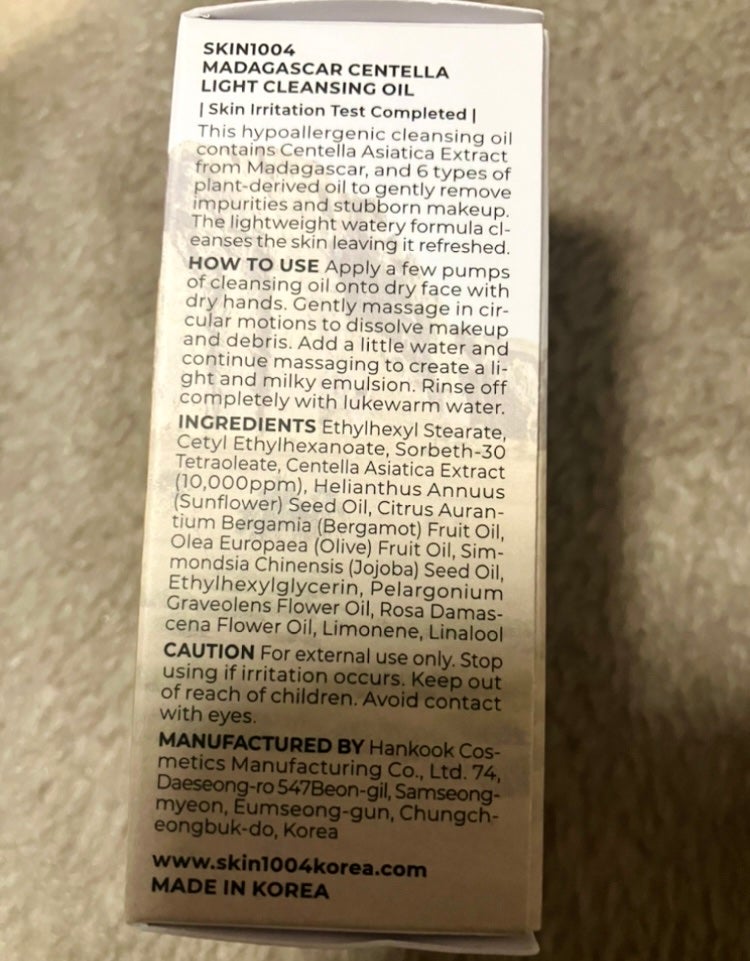 SKIN1004
MADAGASCAR CENTELLA
LIGHT CLEANSING OIL
| Skin Irritation Test Completed |
This hypoallergenic cleansing oil
contains Centella Asiatica Extract
from Madagascar, and 6 types of
plant-derived oil to gently remove
impurities and stubborn makeup.
The lightweight watery formula cl-
eanses the skin leaving it refreshed.
HOW TO USE Apply a few pumps
of cleansing oil onto dry face with
dry hands. Gently massage in cir-
cular motions to dissolve makeup
and debris. Add a little water and
continue massaging to create a li-
ght and milky emulsion. Rinse off
completely with lukewarm water.
INGREDIENTS Ethylhexyl Stearate,
Cetyl Ethylhexanoate, Sorbeth-30
Tetraoleate, Centella Asiatica Extract
(10,000ppm), Helianthus Annuus
(Sunflower) Seed Oil, Citrus Auran-
tium Bergamia (Bergamot) Fruit Oil,
Olea Europaea (Olive) Fruit Oil, Sim-
mondsia Chinensis (Jojoba) Seed Oil,
Ethylhexylglycerin, Pelargonium
Graveolens Flower Oil, Rosa Damas-
cena Flower Oil, Limonene, Linalool
CAUTION For external use only. Stop
using if irritation occurs. Keep out
of reach of children. Avoid contact
with eyes.
MANUFACTURED BY Hankook Cos-
metics Manufacturing Co., Ltd. 74,
Daeseong-ro 547Beon-gil, Samseong-
myeon, Eumseong-gun, Chungch-
eongbuk-do, Korea
www.skin1004korea.com
MADE IN KOREA